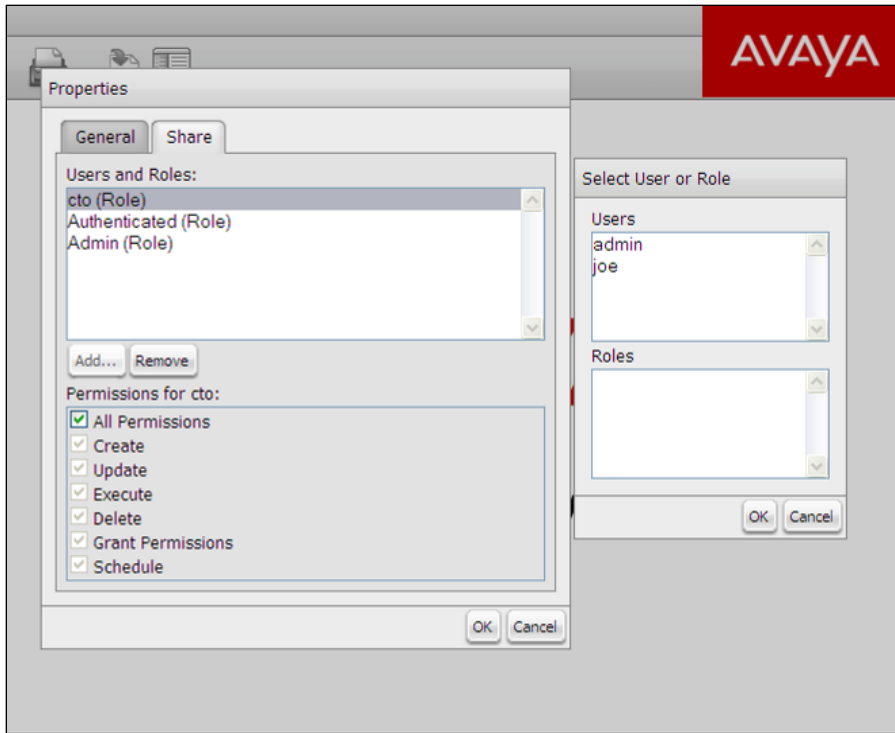 AVAYA
Properties
General
Share
Users and Roles:
cto (Role)
Authenticated (Role)
Admin (Role)
Add...
Remove
Permissions for cto:
All Permissions
Create
Update
Execute
Delete
Grant Permissions
Schedule
OK
Cancel
Select User or Role
Users
admin
joe
Roles
OK
Cancel